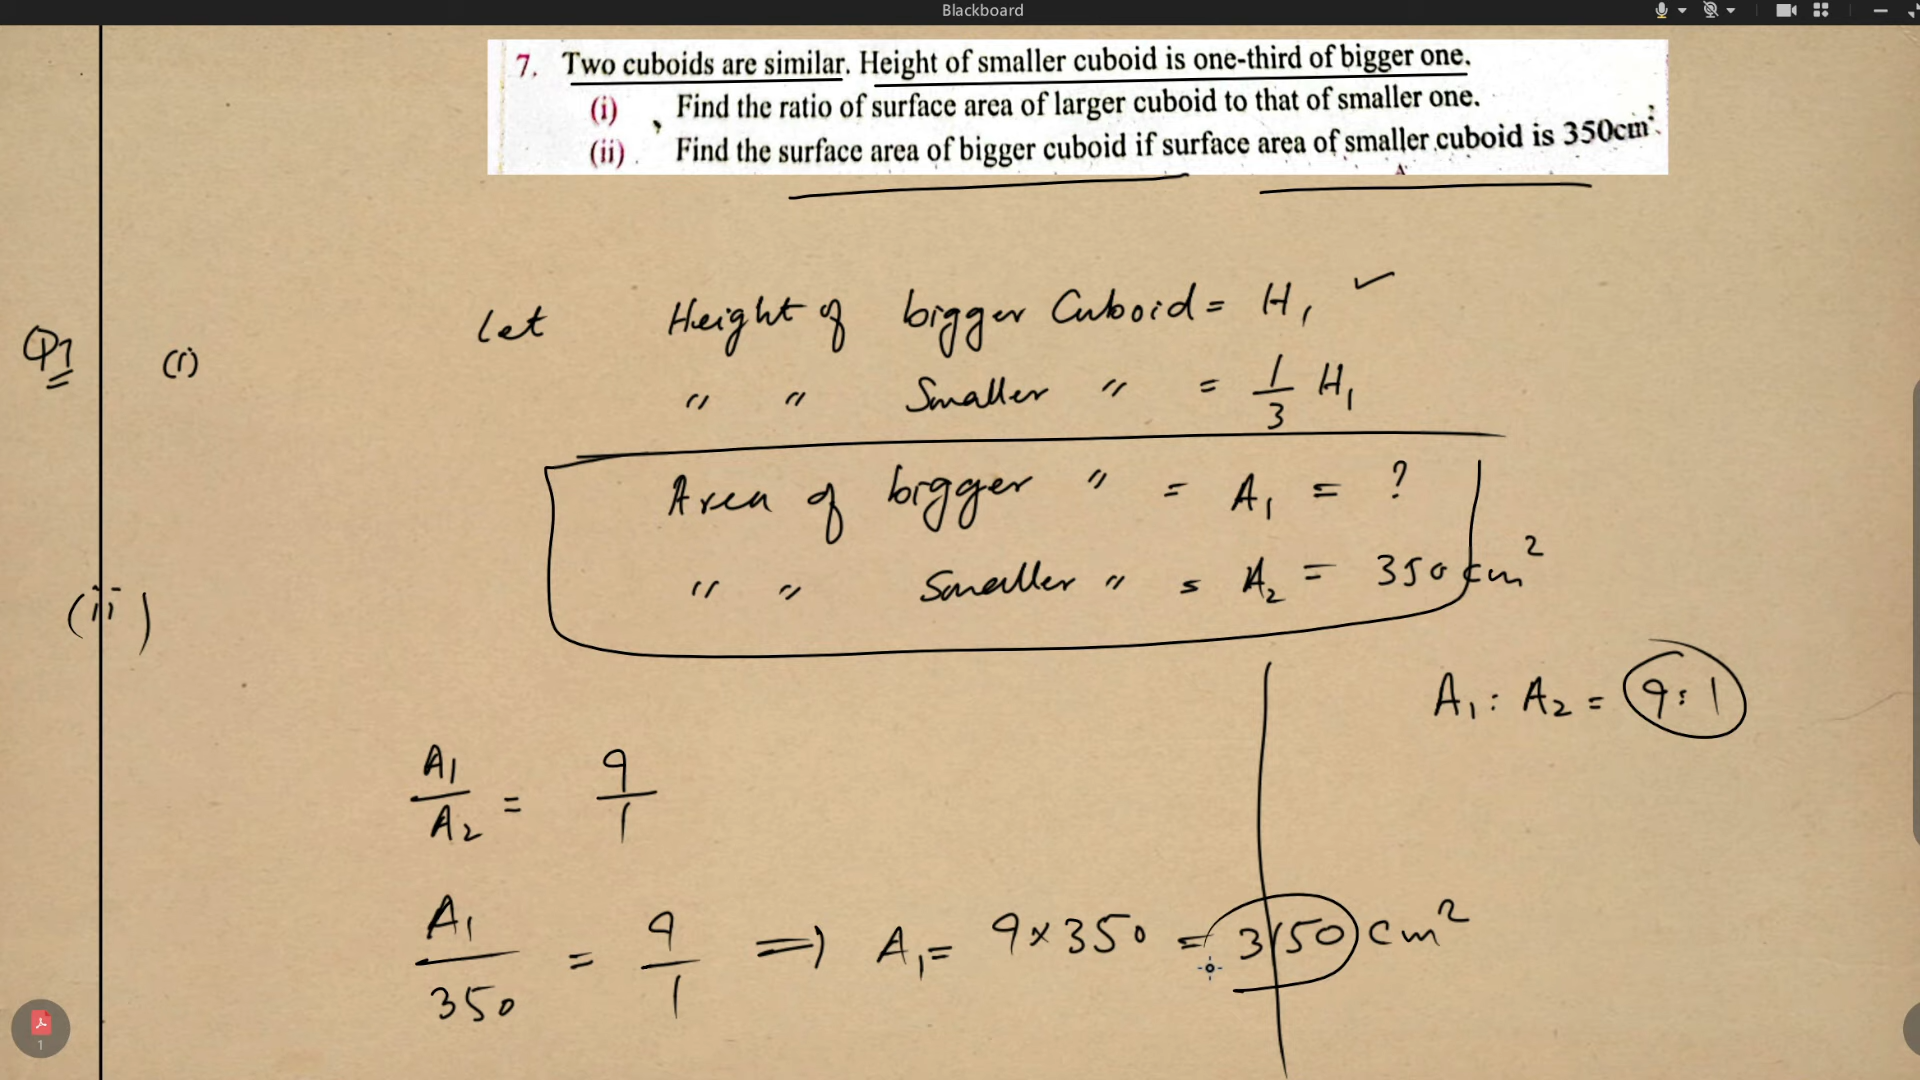 Blackboard
7. Two cuboids are similar. Height of smaller cuboid is one-third of bigger one.
(i) Find the ratio of surface area of larger cuboid to that of smaller one.
(ii) Find the surface area of bigger cuboid if surface area of smaller cuboid is 350cm².
Q7 (i) Let Height of bigger Cuboid = H₁ ✓
" " Smaller " = 1/3 H₁
Area of bigger " = A₁ = ?
(ii) " " Smaller " = A₂ = 350 cm²
A₁ : A₂ = 9 : 1
A₁/A₂ = 9/1
A₁/350 = 9/1 ⇒ A₁ = 9 × 350 = 3150 cm²
1